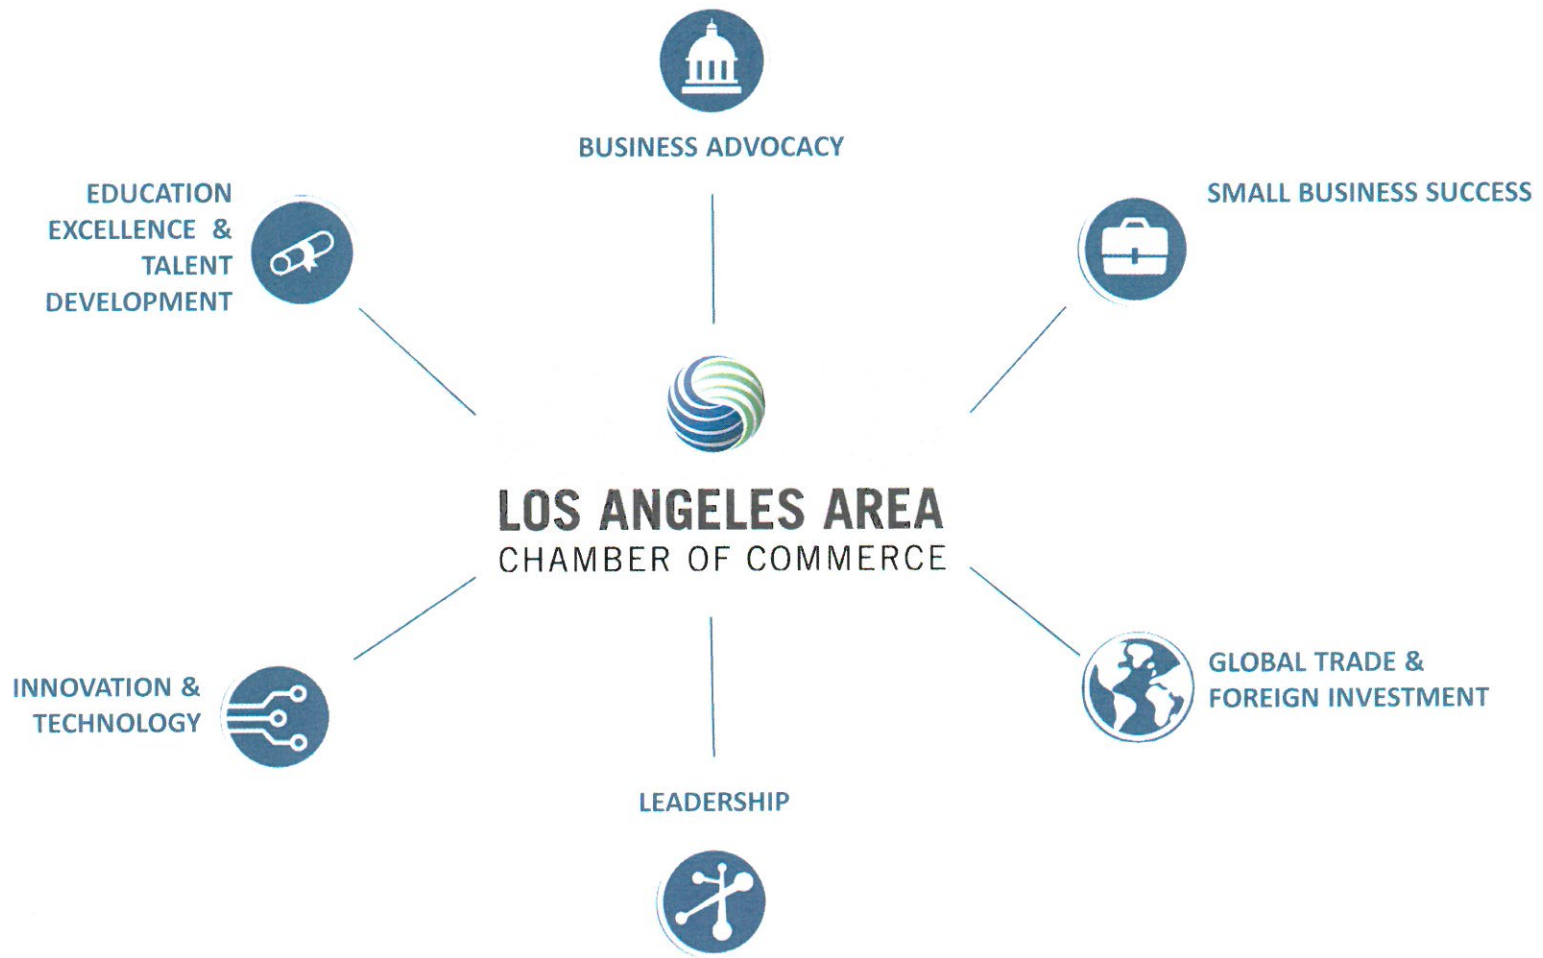 BUSINESS ADVOCACY
EDUCATION
EXCELLENCE &
TALENT
DEVELOPMENT
SMALL BUSINESS SUCCESS
LOS ANGELES AREA
CHAMBER OF COMMERCE
INNOVATION &
TECHNOLOGY
GLOBAL TRADE &
FOREIGN INVESTMENT
LEADERSHIP